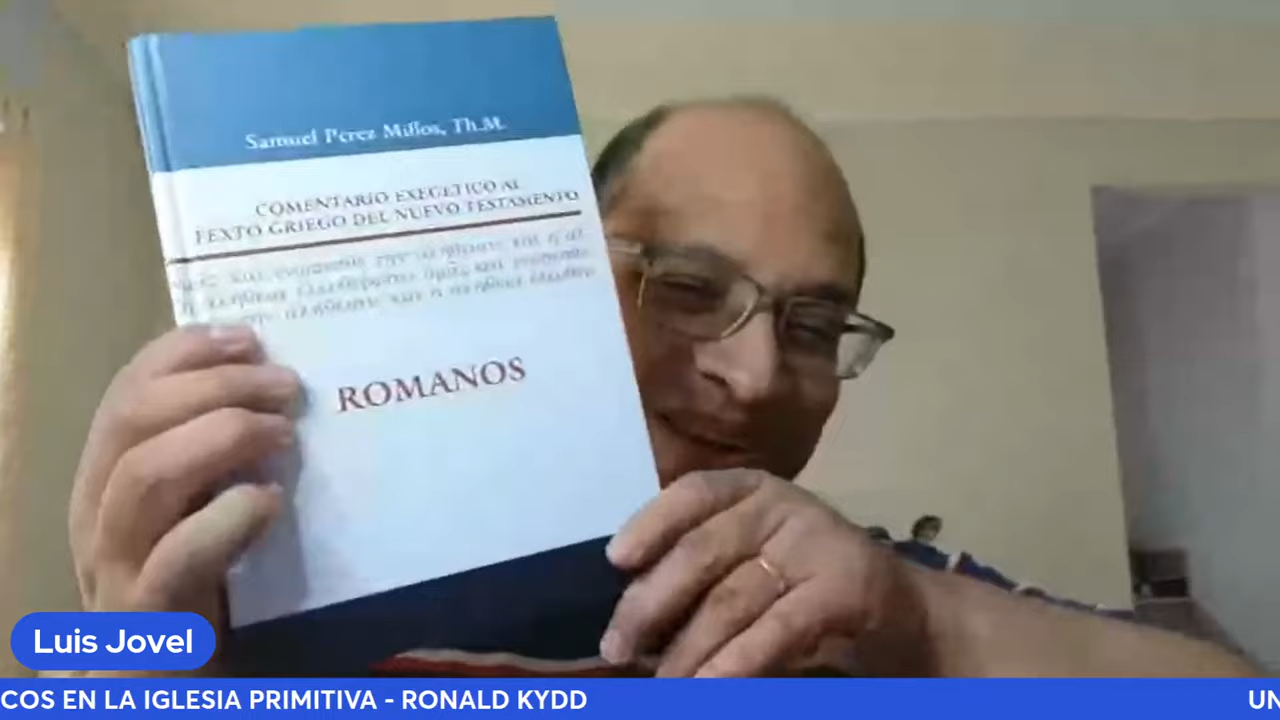 Samuel Pérez Millos, Th.M.
COMENTARIO EXEGÉTICO AL
TEXTO GRIEGO DEL NUEVO TESTAMENTO
ROMANOS
Luis Jovel
COS EN LA IGLESIA PRIMITIVA - RONALD KYDD
UN